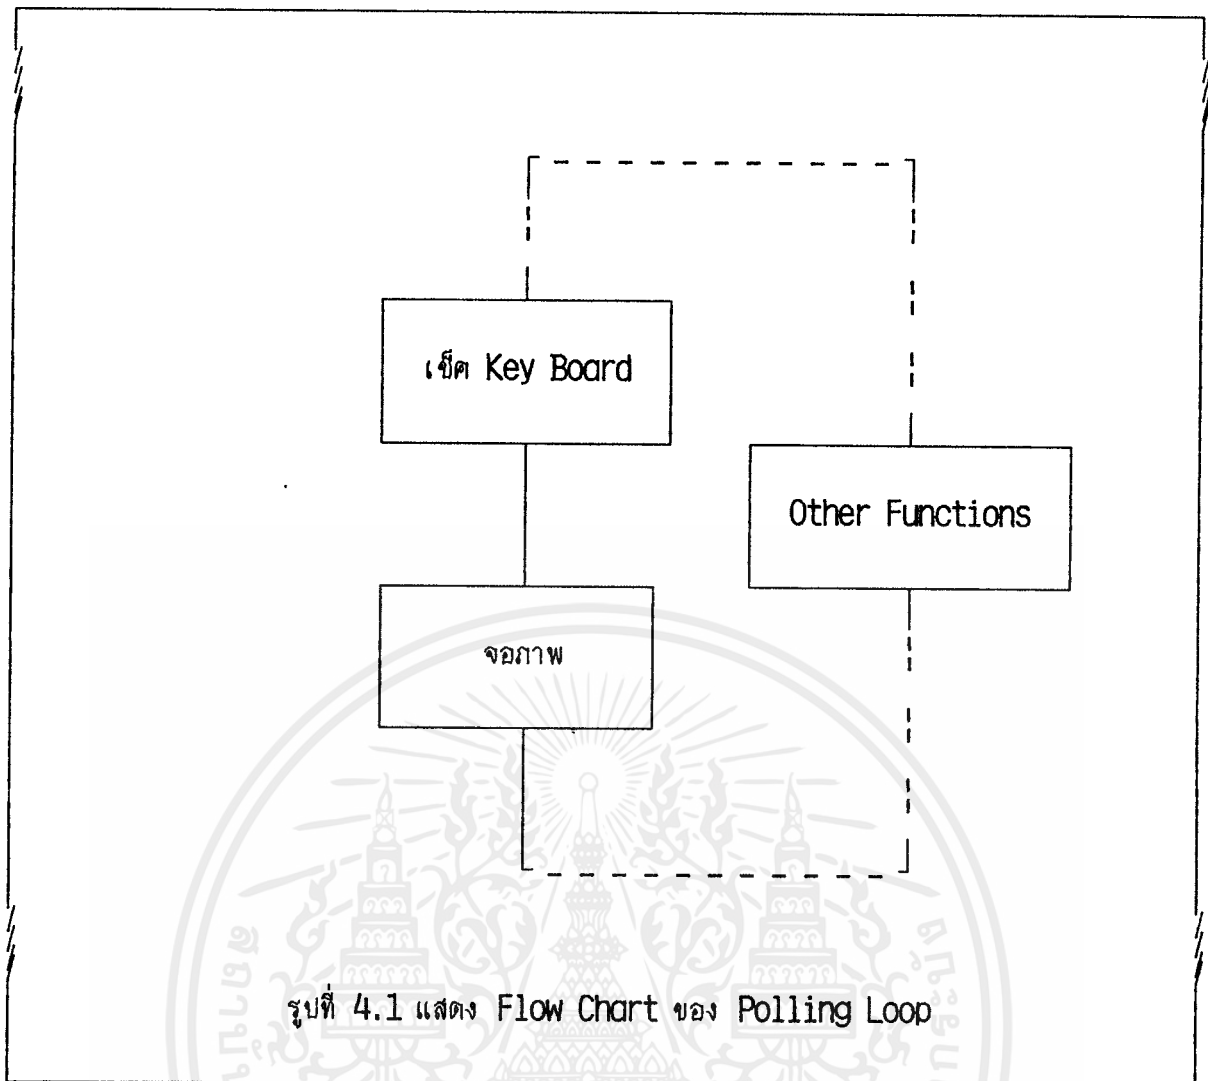 เช็ค Key Board
Other Functions
จอภาพ
รูปที่ 4.1 แสดง Flow Chart ของ Polling Loop